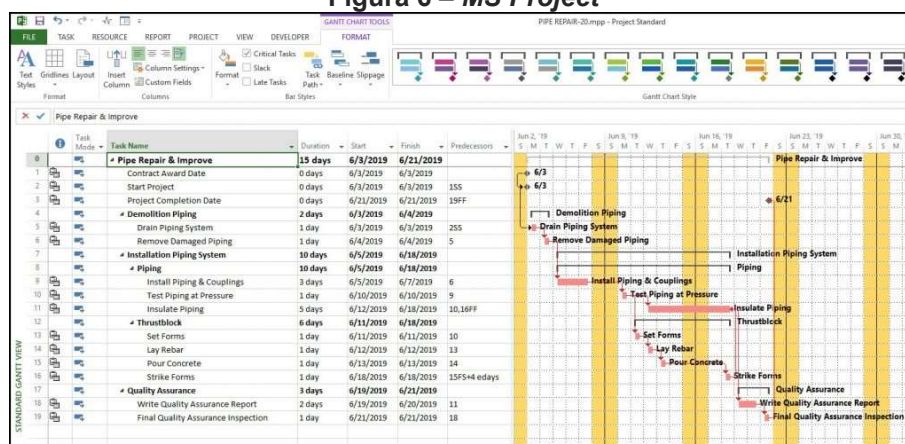 Figura 6 – MS Project
GANTT CHART TOOLS PIPE REPAIR-20.mpp - Project Standard
FILE TASK RESOURCE REPORT PROJECT VIEW DEVELOPER FORMAT
Text Styles Gridlines Layout Insert Column Column Settings Custom Fields Format Critical Tasks Slack Late Tasks Task Path Baseline Slippage
Format Columns Bar Styles Gantt Chart Style
Pipe Repair & Improve
Task Mode Task Name Duration Start Finish Predecessors Jun 2, '19 Jun 9, '19 Jun 16, '19 Jun 23, '19 Jun 30,
S M T W T F S S M T W T F S S M T W T F S S M T W T F S S M
0 Pipe Repair & Improve 15 days 6/3/2019 6/21/2019 Pipe Repair & Improve
1 Contract Award Date 0 days 6/3/2019 6/3/2019 6/3
2 Start Project 0 days 6/3/2019 6/3/2019 1SS 6/3
3 Project Completion Date 0 days 6/21/2019 6/21/2019 19FF 6/21
4 Demolition Piping 2 days 6/3/2019 6/4/2019 Demolition Piping
5 Drain Piping System 1 day 6/3/2019 6/3/2019 2SS Drain Piping System
6 Remove Damaged Piping 1 day 6/4/2019 6/4/2019 5 Remove Damaged Piping
7 Installation Piping System 10 days 6/5/2019 6/18/2019 Installation Piping System
8 Piping 10 days 6/5/2019 6/18/2019 Piping
9 Install Piping & Couplings 3 days 6/5/2019 6/7/2019 6 Install Piping & Couplings
10 Test Piping at Pressure 1 day 6/10/2019 6/10/2019 9 Test Piping at Pressure
11 Insulate Piping 5 days 6/12/2019 6/18/2019 10,16FF Insulate Piping
12 Thrustblock 6 days 6/11/2019 6/18/2019 Thrustblock
13 Set Forms 1 day 6/11/2019 6/11/2019 10 Set Forms
14 Lay Rebar 1 day 6/12/2019 6/12/2019 13 Lay Rebar
15 Pour Concrete 1 day 6/13/2019 6/13/2019 14 Pour Concrete
16 Strike Forms 1 day 6/18/2019 6/18/2019 15FS+4 edays Strike Forms
17 Quality Assurance 3 days 6/19/2019 6/21/2019 Quality Assurance
18 Write Quality Assurance Report 2 days 6/19/2019 6/20/2019 11 Write Quality Assurance Report
19 Final Quality Assurance Inspection 1 day 6/21/2019 6/21/2019 18 Final Quality Assurance Inspection
STANDARD GANTT VIEW